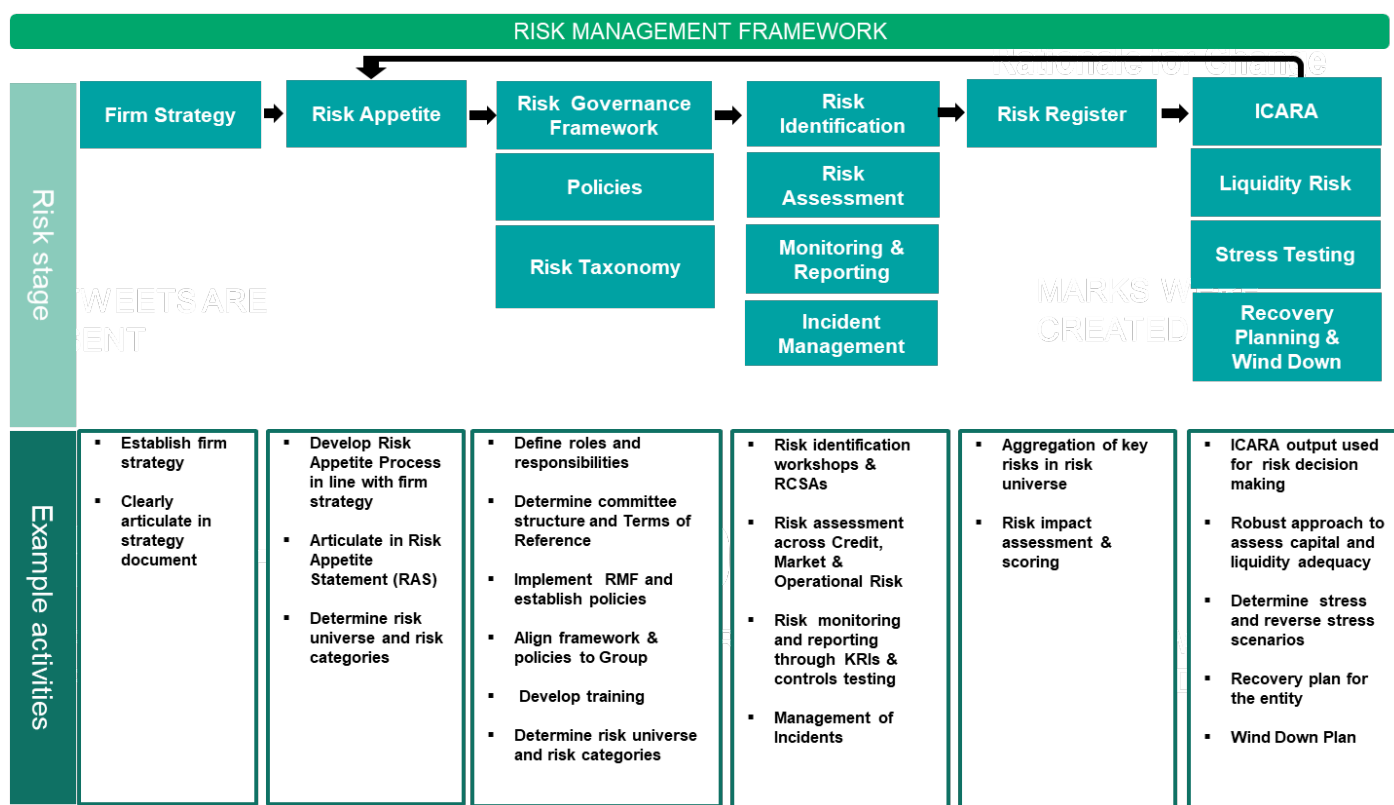 RISK MANAGEMENT FRAMEWORK
Rationale for Change
Risk stage
Firm Strategy
Risk Appetite
Risk Governance
Framework
Policies
Risk Taxonomy
Risk
Identification
Risk
Assessment
Monitoring &
Reporting
Incident
Management
Risk Register
ICARA
Liquidity Risk
Stress Testing
Recovery
Planning &
Wind Down
TWEETS ARE
MARKS
CREATED
Example activities
▪ Establish firm
strategy
▪ Clearly
articulate in
strategy
document
▪ Develop Risk
Appetite Process
in line with firm
strategy
▪ Articulate in Risk
Appetite
Statement (RAS)
▪ Determine risk
universe and risk
categories
▪ Define roles and
responsibilities
▪ Determine committee
structure and Terms of
Reference
▪ Implement RMF and
establish policies
▪ Align framework &
policies to Group
▪ Develop training
▪ Determine risk universe
and risk categories
▪ Risk identification
workshops &
RCSAs
▪ Risk assessment
across Credit,
Market &
Operational Risk
▪ Risk monitoring
and reporting
through KRIs &
controls testing
▪ Management of
Incidents
▪ Aggregation of key
risks in risk
universe
▪ Risk impact
assessment &
scoring
▪ ICARA output used
for risk decision
making
▪ Robust approach to
assess capital and
liquidity adequacy
▪ Determine stress
and reverse stress
scenarios
▪ Recovery plan for
the entity
▪ Wind Down Plan